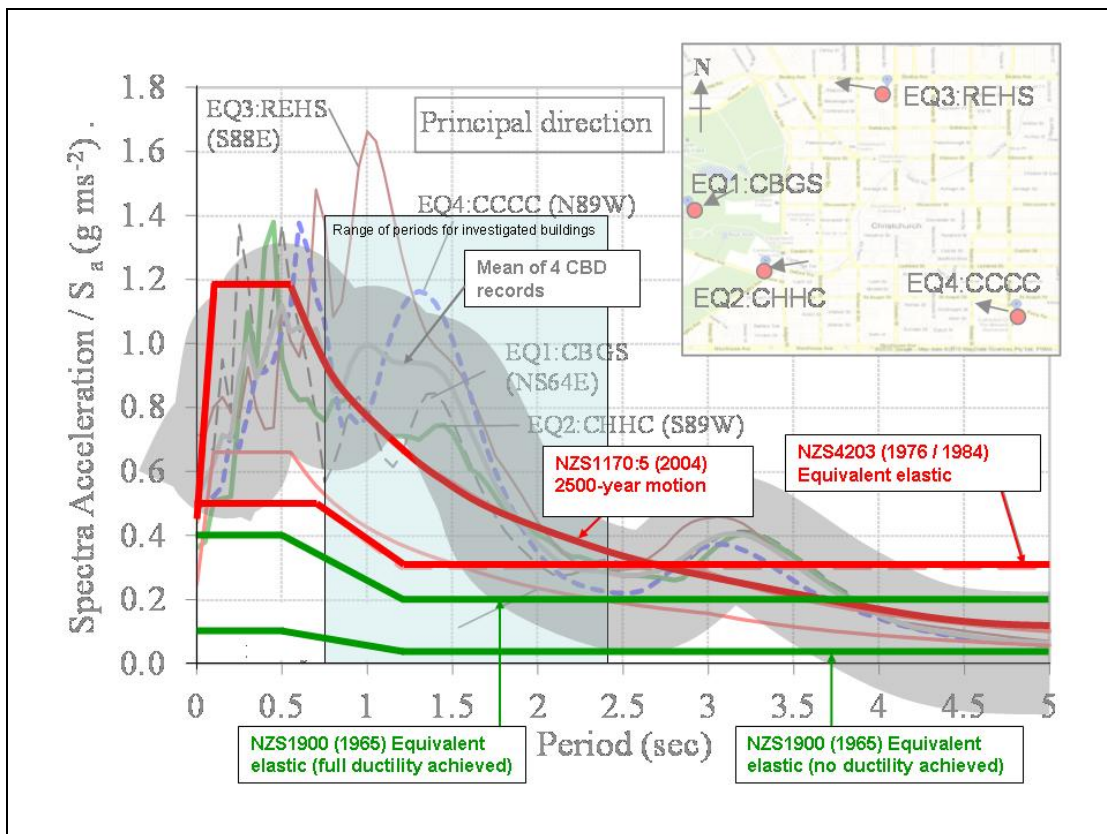 Spectra Acceleration / Sa (g ms-2) .
1.8
1.6
1.4
1.2
1.0
0.8
0.6
0.4
0.2
0.0
0
0.5
1
1.5
2
2.5
3
3.5
4
4.5
5
Period (sec)
EQ3:REHS
(S88E)
Principal direction
EQ4:CCCC (N89W)
Range of periods for investigated buildings
Mean of 4 CBD
records
EQ1:CBGS
(NS64E)
EQ2:CHHC (S89W)
NZS1170:5 (2004)
2500-year motion
NZS4203 (1976 / 1984)
Equivalent elastic
NZS1900 (1965) Equivalent
elastic (full ductility achieved)
NZS1900 (1965) Equivalent
elastic (no ductility achieved)
N
EQ3:REHS
EQ1:CBGS
Christchurch
EQ2:CHHC
EQ4:CCCC